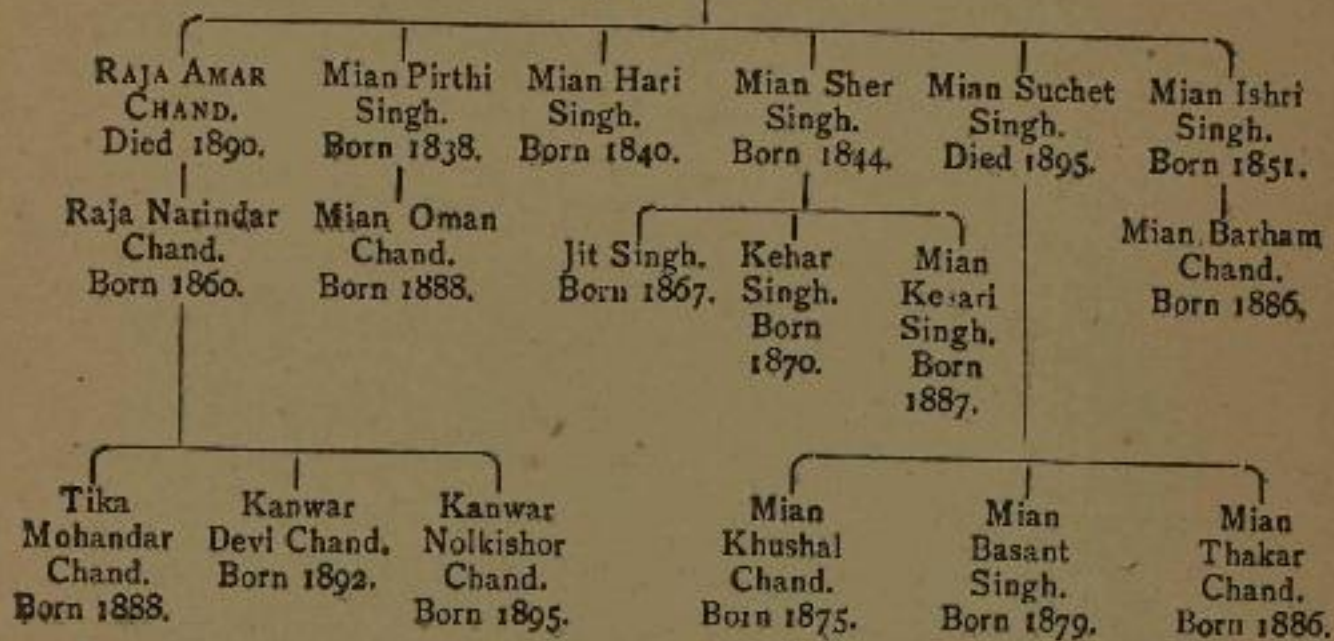 RAJA AMAR
CHAND.
Died 1890.
Mian Pirthi
Singh.
Born 1838.
Mian Hari
Singh.
Born 1840.
Mian Sher
Singh.
Born 1844.
Mian Suchet
Singh.
Died 1895.
Mian Ishri
Singh.
Born 1851.
Raja Narindar
Chand.
Born 1860.
Mian Oman
Chand.
Born 1888.
Jit Singh.
Born 1867.
Kehar
Singh.
Born
1870.
Mian
Kesari
Singh.
Born
1887.
Mian Barham
Chand.
Born 1886,
Tika
Mohandar
Chand.
Born 1888.
Kanwar
Devi Chand.
Born 1892.
Kanwar
Nolkishor
Chand.
Born 1895.
Mian
Khushal
Chand.
Born 1875.
Mian
Basant
Singh.
Born 1879.
Mian
Thakar
Chand.
Born 1886.